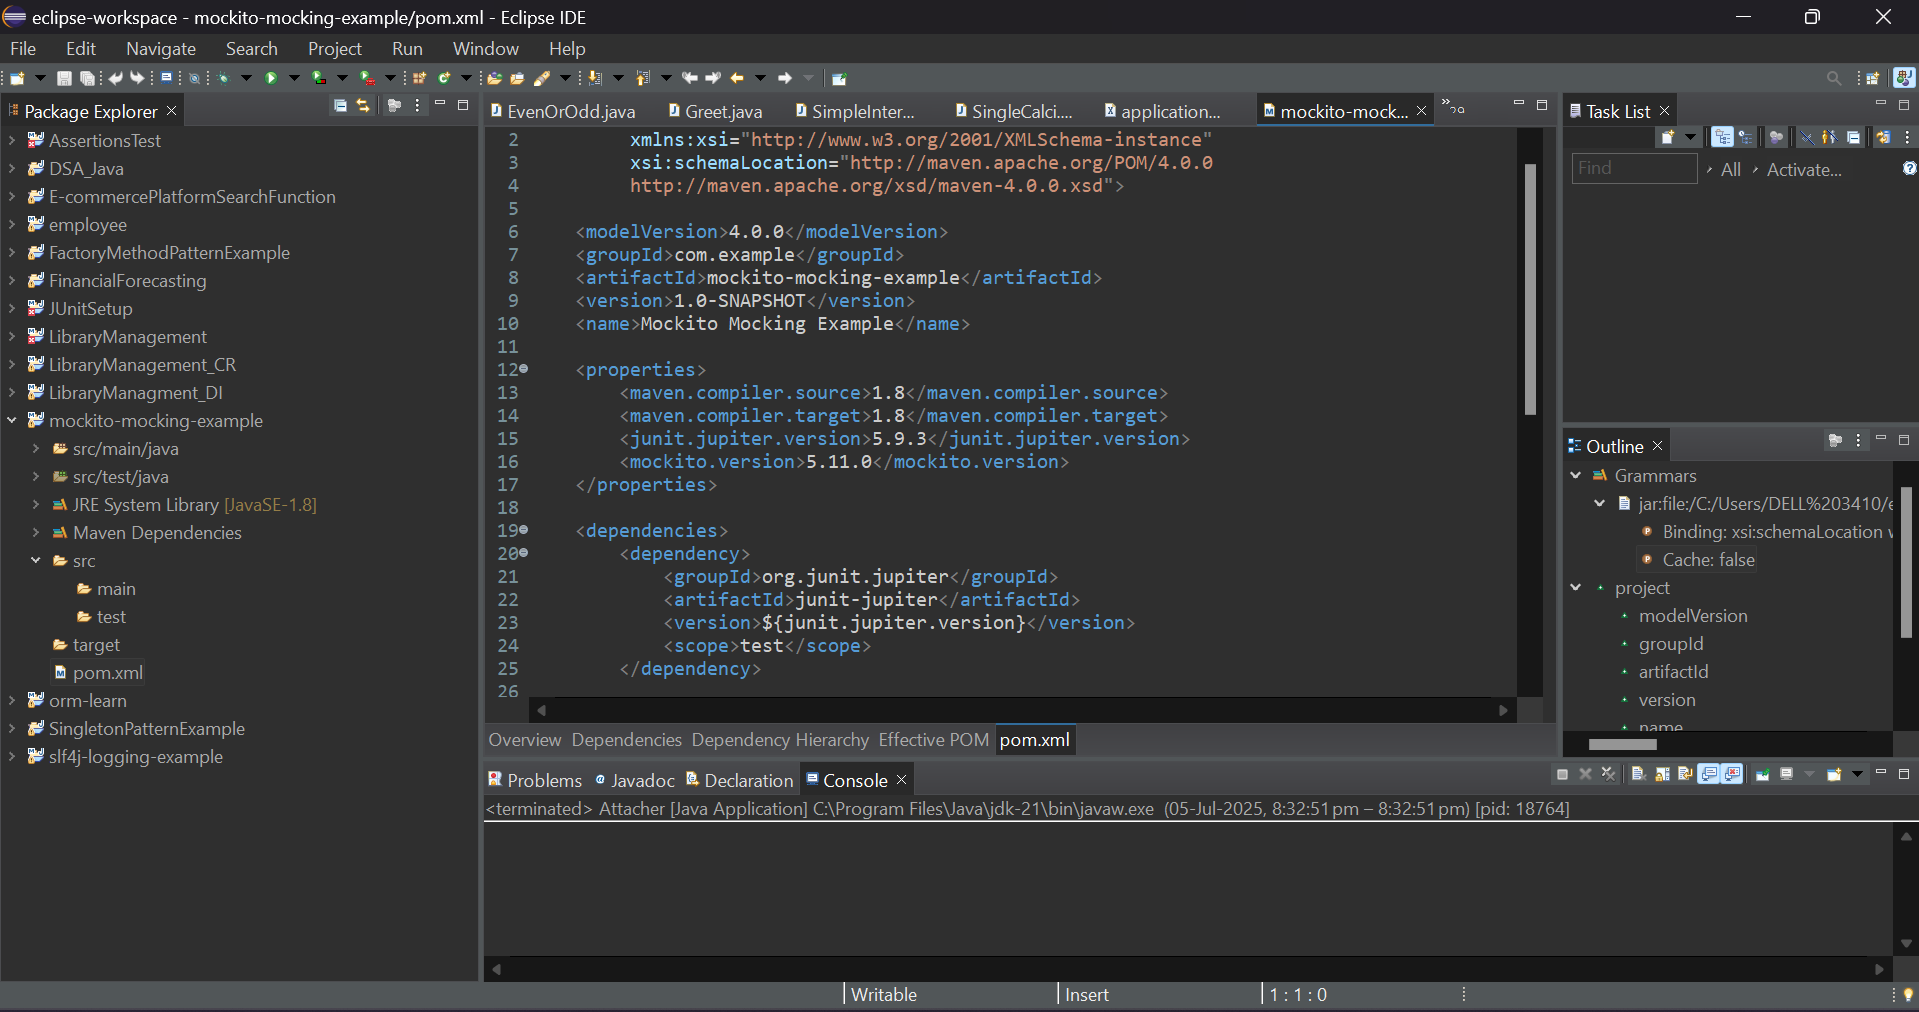 eclipse-workspace - mockito-mocking-example/pom.xml - Eclipse IDE
File Edit Navigate Search Project Run Window Help
Package Explorer
AssertionsTest
DSA_Java
E-commercePlatformSearchFunction
employee
FactoryMethodPatternExample
FinancialForecasting
JUnitSetup
LibraryManagement
LibraryManagement_CR
LibraryManagment_DI
mockito-mocking-example
src/main/java
src/test/java
JRE System Library [JavaSE-1.8]
Maven Dependencies
src
main
test
target
pom.xml
orm-learn
SingletonPatternExample
slf4j-logging-example
EvenOrOdd.java Greet.java SimpleInter... SingleCalci.... application... mockito-mock... »20
2 xmlns:xsi="http://www.w3.org/2001/XMLSchema-instance"
3 xsi:schemaLocation="http://maven.apache.org/POM/4.0.0
4 http://maven.apache.org/xsd/maven-4.0.0.xsd">
5
6 <modelVersion>4.0.0</modelVersion>
7 <groupId>com.example</groupId>
8 <artifactId>mockito-mocking-example</artifactId>
9 <version>1.0-SNAPSHOT</version>
10 <name>Mockito Mocking Example</name>
11
12 <properties>
13 <maven.compiler.source>1.8</maven.compiler.source>
14 <maven.compiler.target>1.8</maven.compiler.target>
15 <junit.jupiter.version>5.9.3</junit.jupiter.version>
16 <mockito.version>5.11.0</mockito.version>
17 </properties>
18
19 <dependencies>
20 <dependency>
21 <groupId>org.junit.jupiter</groupId>
22 <artifactId>junit-jupiter</artifactId>
23 <version>${junit.jupiter.version}</version>
24 <scope>test</scope>
25 </dependency>
26
Overview Dependencies Dependency Hierarchy Effective POM pom.xml
Problems Javadoc Declaration Console
<terminated> Attacher [Java Application] C:\Program Files\Java\jdk-21\bin\javaw.exe (05-Jul-2025, 8:32:51 pm – 8:32:51 pm) [pid: 18764]
Task List
Find All Activate...
Outline
Grammars
jar:file:/C:/Users/DELL%203410/e
Binding: xsi:schemaLocation
Cache: false
project
modelVersion
groupId
artifactId
version
name
Writable Insert 1 : 1 : 0